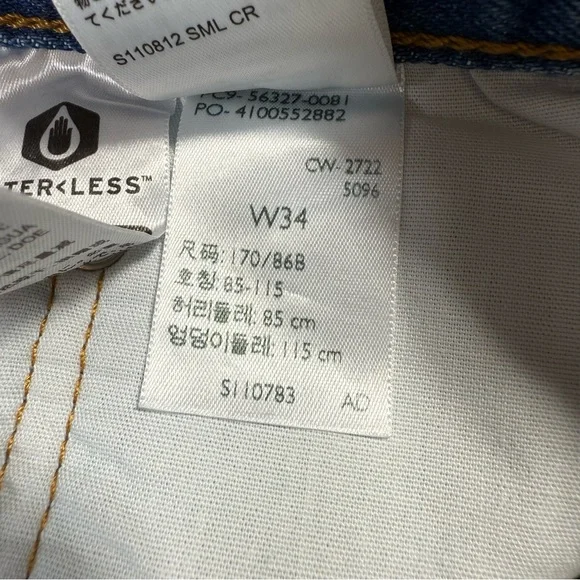 てください
S110812 SML CR
TER<LESS™
PC9- 56327-0081
PO- 4100552882
CW- 2722
5096
W34
尺码: 170/86B
호칭: 85-115
허리둘레: 85 cm
엉덩이둘레: 115 cm
S110783 AD